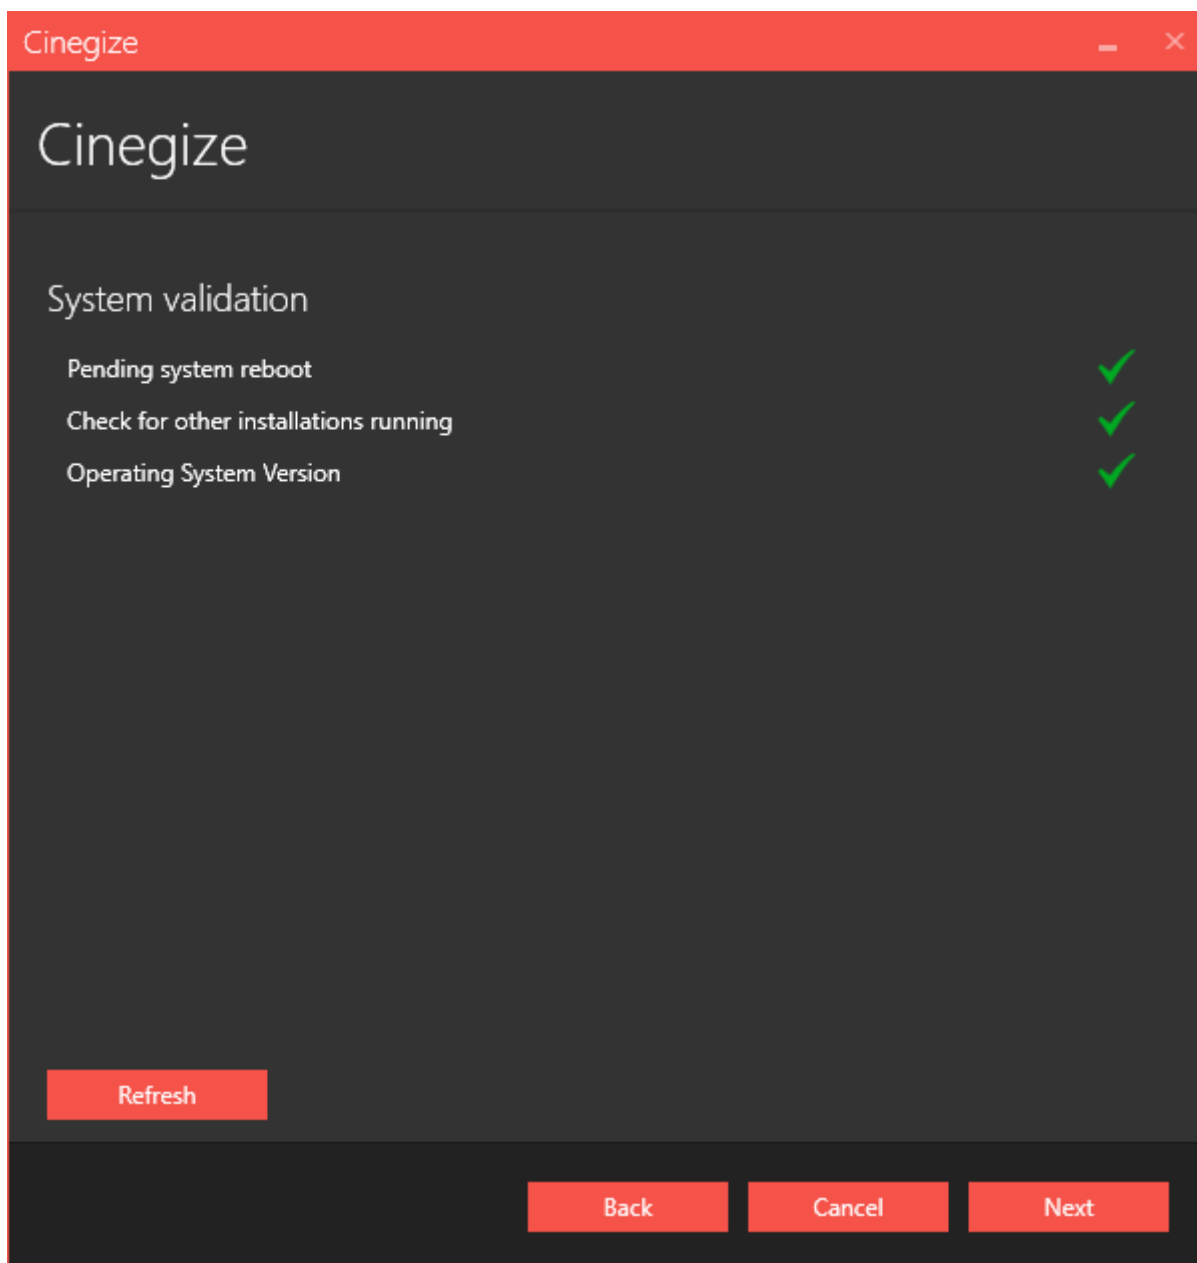 Cinegize
Cinegize
System validation
Pending system reboot
Check for other installations running
Operating System Version
Refresh
Back
Cancel
Next